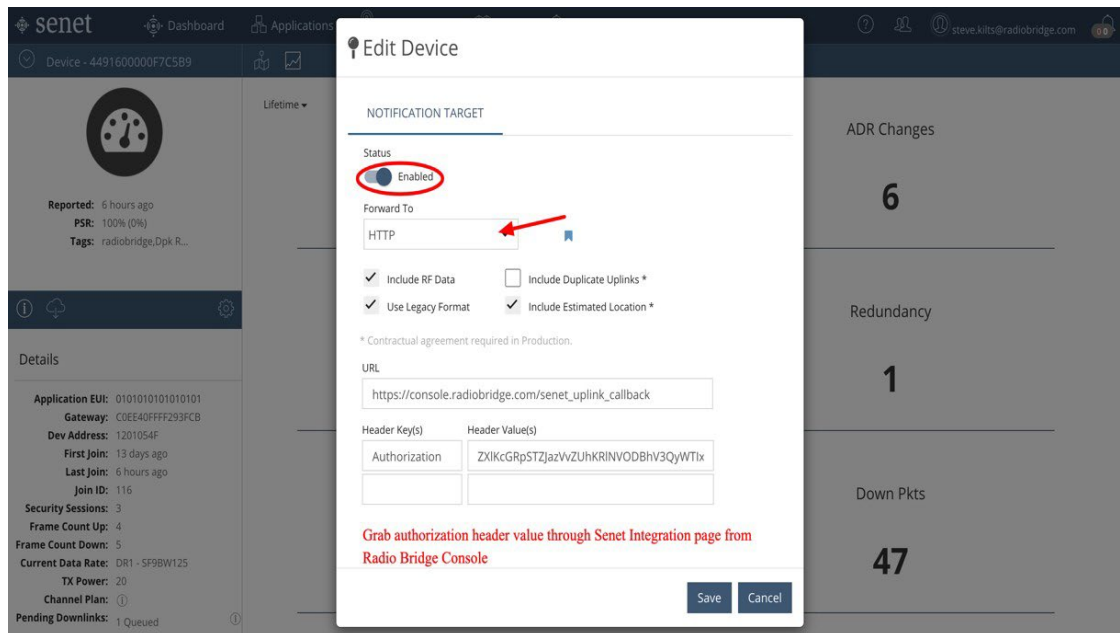 senet
Dashboard
Applications
steve.kilts@radiobridge.com
00
Device - 4491600000F7C5B9
Lifetime
Reported: 6 hours ago
PSR: 100% (0%)
Tags: radiobridge,Dpk R...
Details
Application EUI: 0101010101010101
Gateway: C0EE40FFFF293FCB
Dev Address: 1201054F
First Join: 13 days ago
Last Join: 6 hours ago
Join ID: 116
Security Sessions: 3
Frame Count Up: 4
Frame Count Down: 5
Current Data Rate: DR1 - SF9BW125
TX Power: 20
Channel Plan:
Pending Downlinks: 1 Queued
Edit Device
NOTIFICATION TARGET
Status
Enabled
Forward To
HTTP
Include RF Data
Include Duplicate Uplinks *
Use Legacy Format
Include Estimated Location *
* Contractual agreement required in Production.
URL
https://console.radiobridge.com/senet_uplink_callback
Header Key(s) Header Value(s)
Authorization
Grab authorization header value through Senet Integration page from
Radio Bridge Console
Save Cancel
ADR Changes
6
Redundancy
1
Down Pkts
47